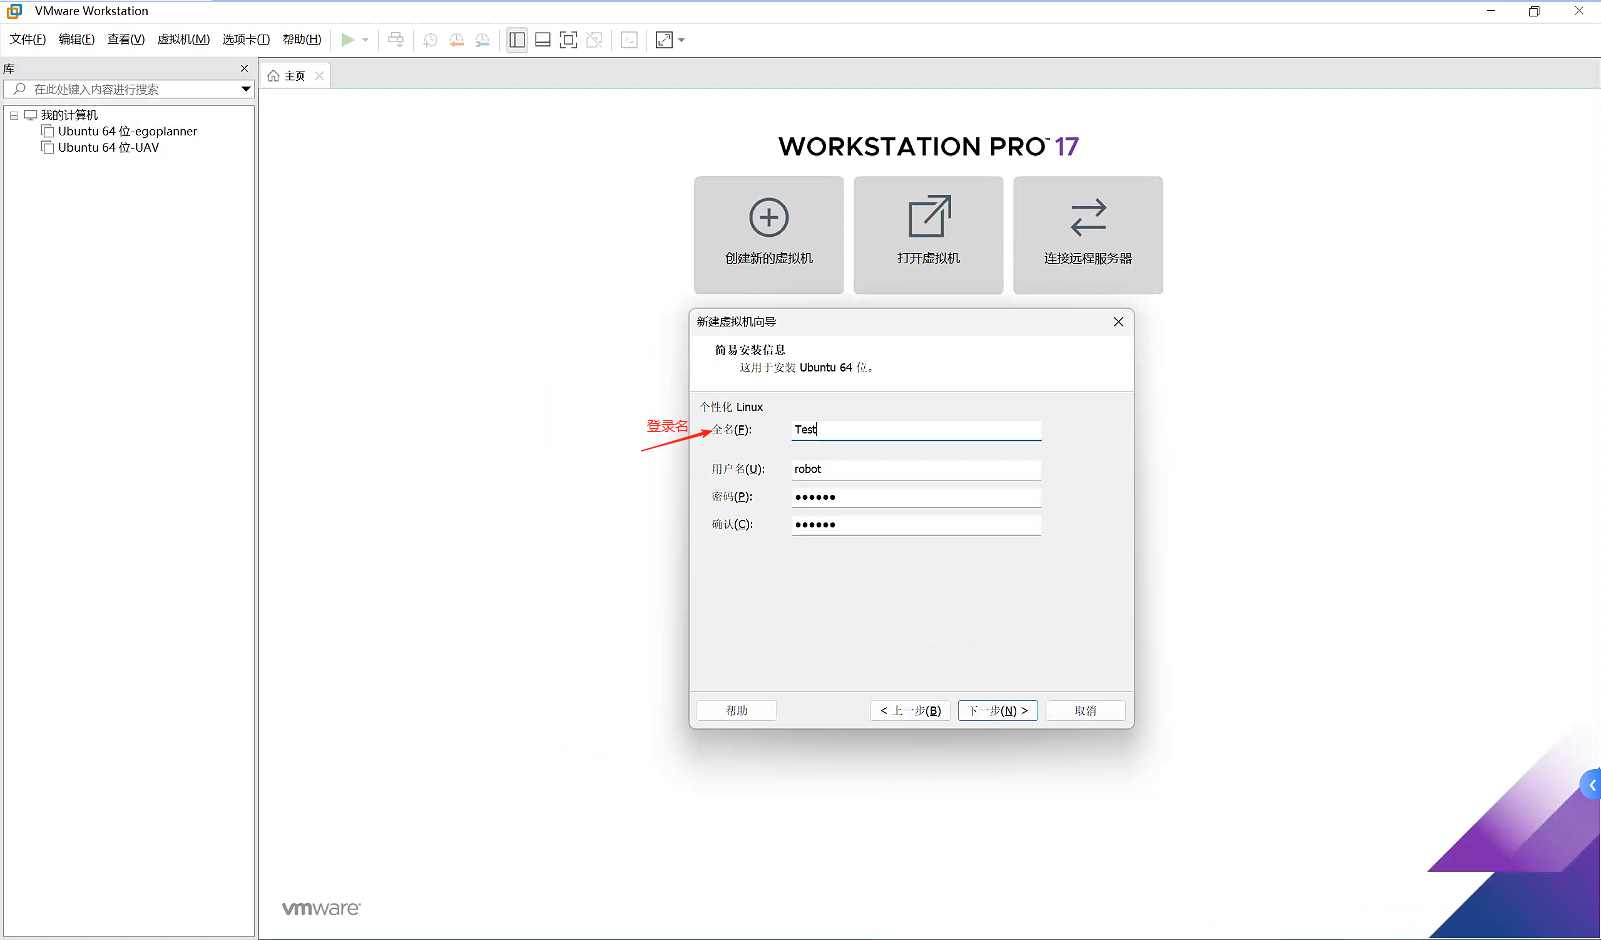 VMware Workstation
文件(F) 编辑(E) 查看(V) 虚拟机(M) 选项卡(T) 帮助(H)
库
在此处键入内容进行搜索
主页
我的计算机
Ubuntu 64 位-egoplanner
Ubuntu 64 位-UAV
WORKSTATION PRO™ 17
创建新的虚拟机
打开虚拟机
连接远程服务器
新建虚拟机向导
简易安装信息
这用于安装 Ubuntu 64 位。
个性化 Linux
登录名
全名(F): Test
用户名(U): robot
密码(P): ●●●●●●
确认(C): ●●●●●●
帮助
< 上一步(B)
下一步(N) >
取消
vmware